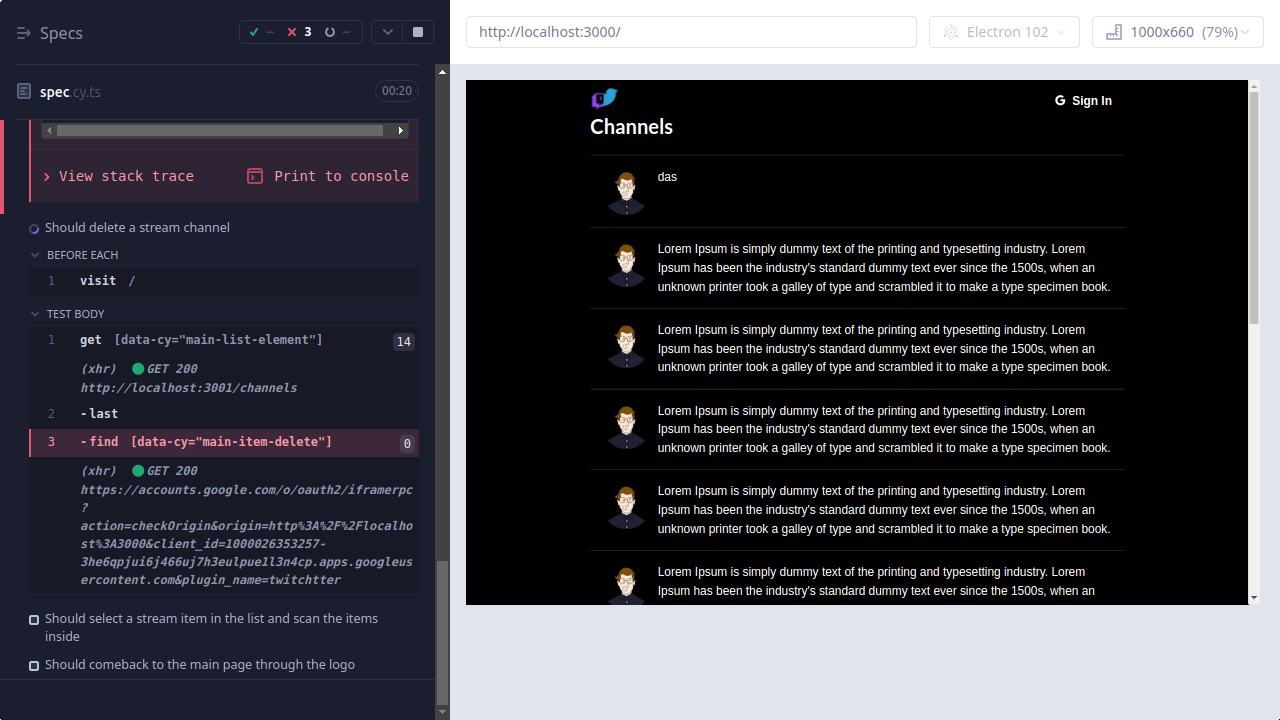 Specs
-- 3 --
spec.cy.ts
00:20
View stack trace
Print to console
Should delete a stream channel
BEFORE EACH
1 visit /
TEST BODY
1 get [data-cy="main-list-element"] 14
(xhr) GET 200
http://localhost:3001/channels
2 -last
3 -find [data-cy="main-item-delete"] 0
(xhr) GET 200
https://accounts.google.com/o/oauth2/iframerpc
?
action=checkOrigin&origin=http%3A%2F%2Flocalho
st%3A3000&client_id=1000026353257-
3he6qpjui6j466uj7h3eulpue1l3n4cp.apps.googleus
ercontent.com&plugin_name=twitchtter
Should select a stream item in the list and scan the items
inside
Should comeback to the main page through the logo
http://localhost:3000/
Electron 102
1000x660 (79%)
Sign In
Channels
das
Lorem Ipsum is simply dummy text of the printing and typesetting industry. Lorem
Ipsum has been the industry's standard dummy text ever since the 1500s, when an
unknown printer took a galley of type and scrambled it to make a type specimen book.
Lorem Ipsum is simply dummy text of the printing and typesetting industry. Lorem
Ipsum has been the industry's standard dummy text ever since the 1500s, when an
unknown printer took a galley of type and scrambled it to make a type specimen book.
Lorem Ipsum is simply dummy text of the printing and typesetting industry. Lorem
Ipsum has been the industry's standard dummy text ever since the 1500s, when an
unknown printer took a galley of type and scrambled it to make a type specimen book.
Lorem Ipsum is simply dummy text of the printing and typesetting industry. Lorem
Ipsum has been the industry's standard dummy text ever since the 1500s, when an
unknown printer took a galley of type and scrambled it to make a type specimen book.
Lorem Ipsum is simply dummy text of the printing and typesetting industry. Lorem
Ipsum has been the industry's standard dummy text ever since the 1500s, when an